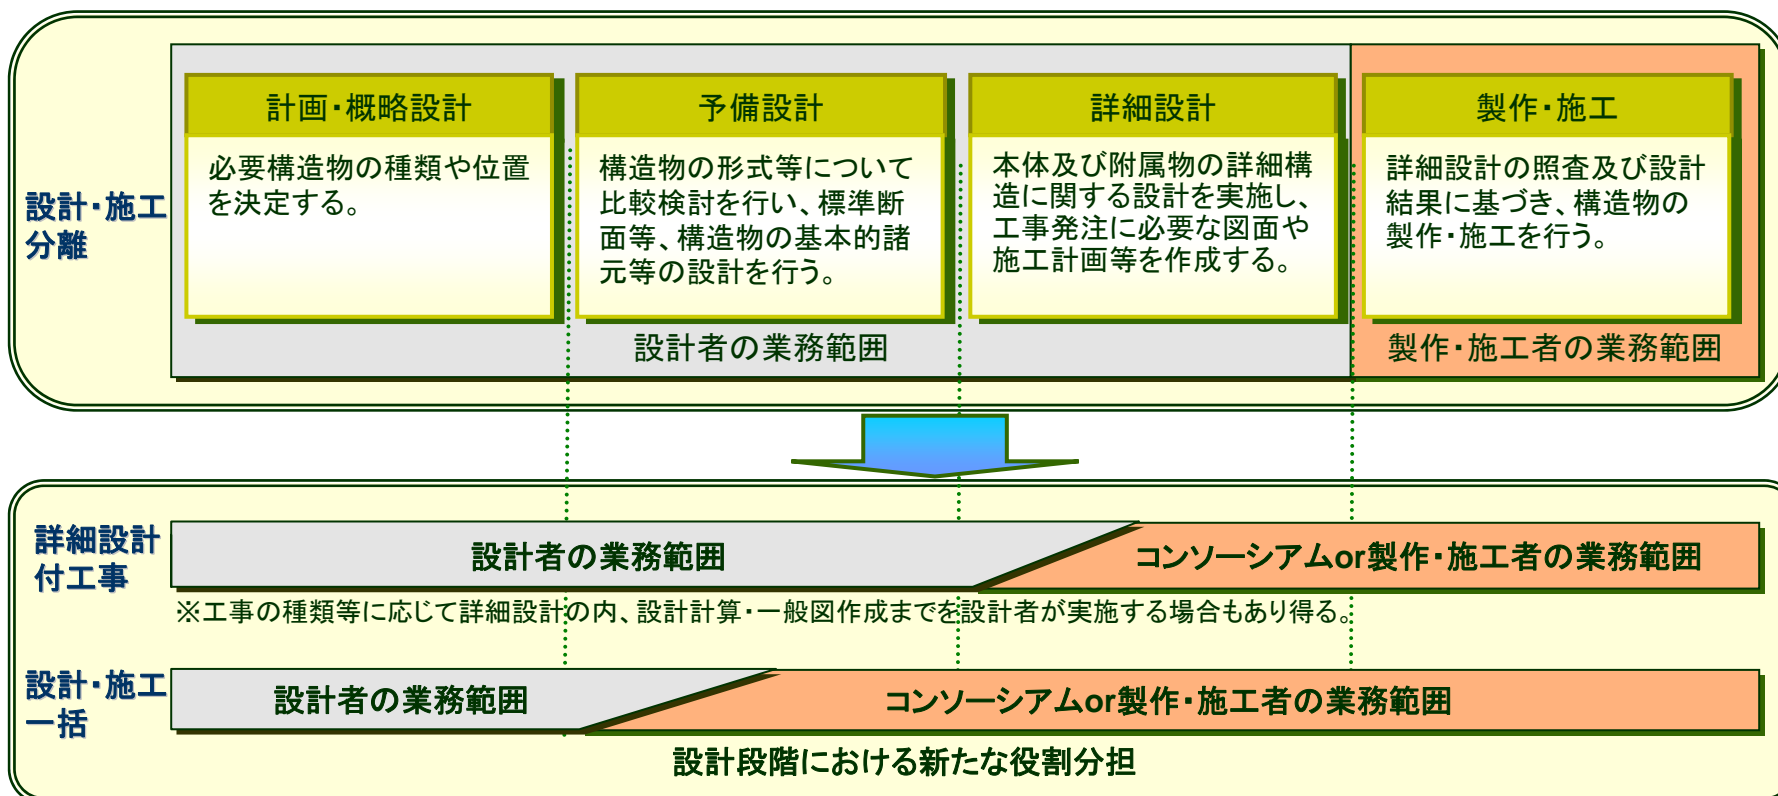 設計・施工
分離
計画・概略設計
必要構造物の種類や位置
を決定する。
予備設計
構造物の形式等について
比較検討を行い、標準断
面等、構造物の基本的諸
元等の設計を行う。
詳細設計
本体及び附属物の詳細構
造に関する設計を実施し、
工事発注に必要な図面や
施工計画等を作成する。
製作・施工
詳細設計の照査及び設計
結果に基づき、構造物の
製作・施工を行う。
設計者の業務範囲
製作・施工者の業務範囲
詳細設計
付工事
設計者の業務範囲
コンソーシアムor製作・施工者の業務範囲
※工事の種類等に応じて詳細設計の内、設計計算・一般図作成までを設計者が実施する場合もあり得る。
設計・施工
一括
設計者の業務範囲
コンソーシアムor製作・施工者の業務範囲
設計段階における新たな役割分担